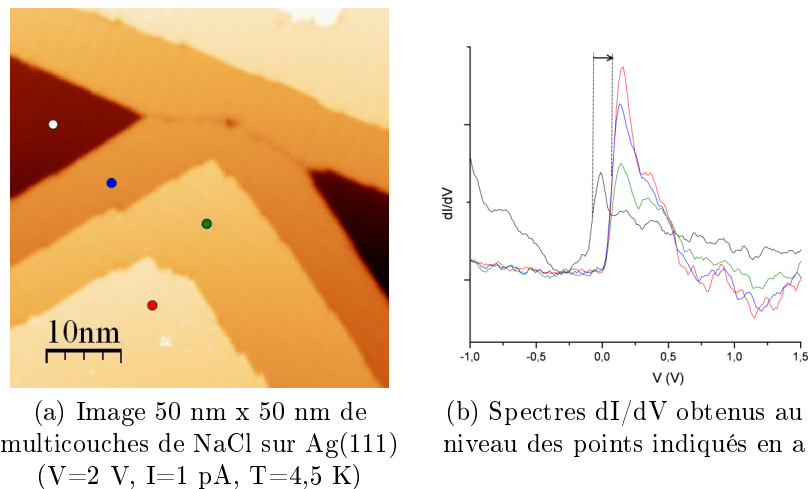 10nm
dI/dV
-1,0 -0,5 0,0 0,5 1,0 1,5
V (V)
(a) Image 50 nm x 50 nm de
multicouches de NaCl sur Ag(111)
(V=2 V, I=1 pA, T=4,5 K)
(b) Spectres dI/dV obtenus au
niveau des points indiqués en a